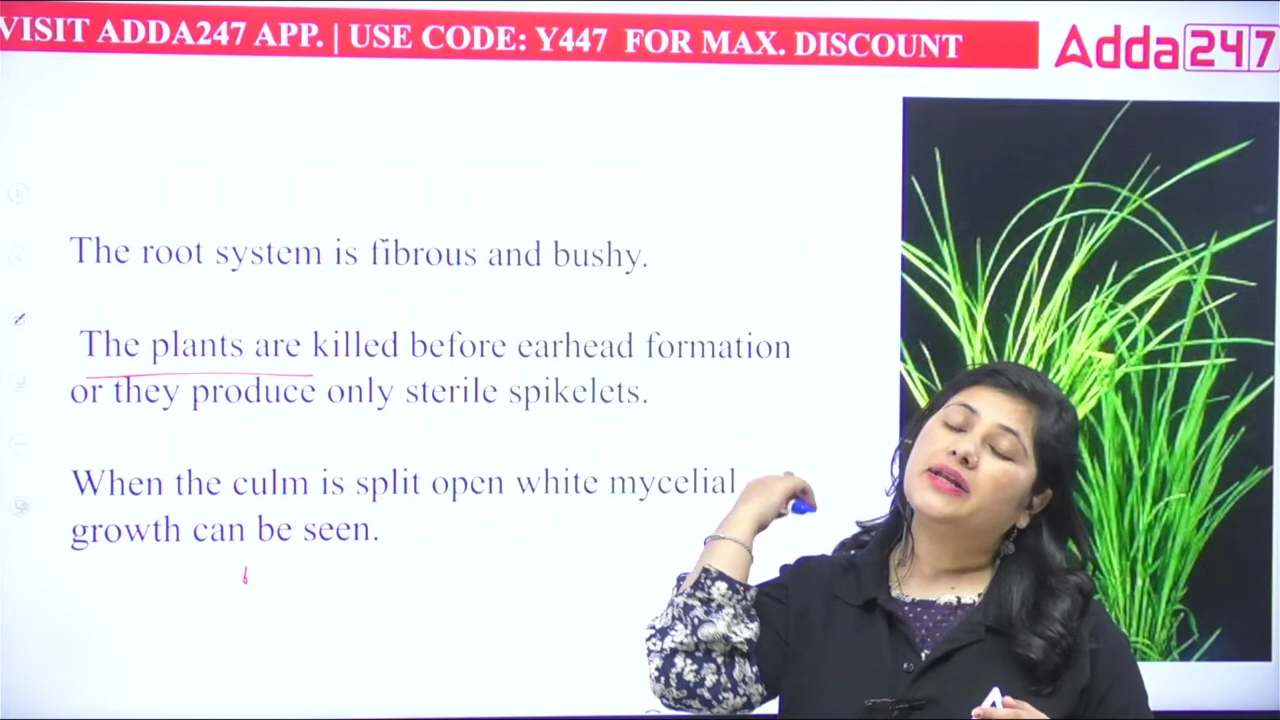 VISIT ADDA247 APP. | USE CODE: Y447 FOR MAX. DISCOUNT
Adda247
The root system is fibrous and bushy.
The plants are killed before earhead formation
or they produce only sterile spikelets.
When the culm is split open white mycelial
growth can be seen.